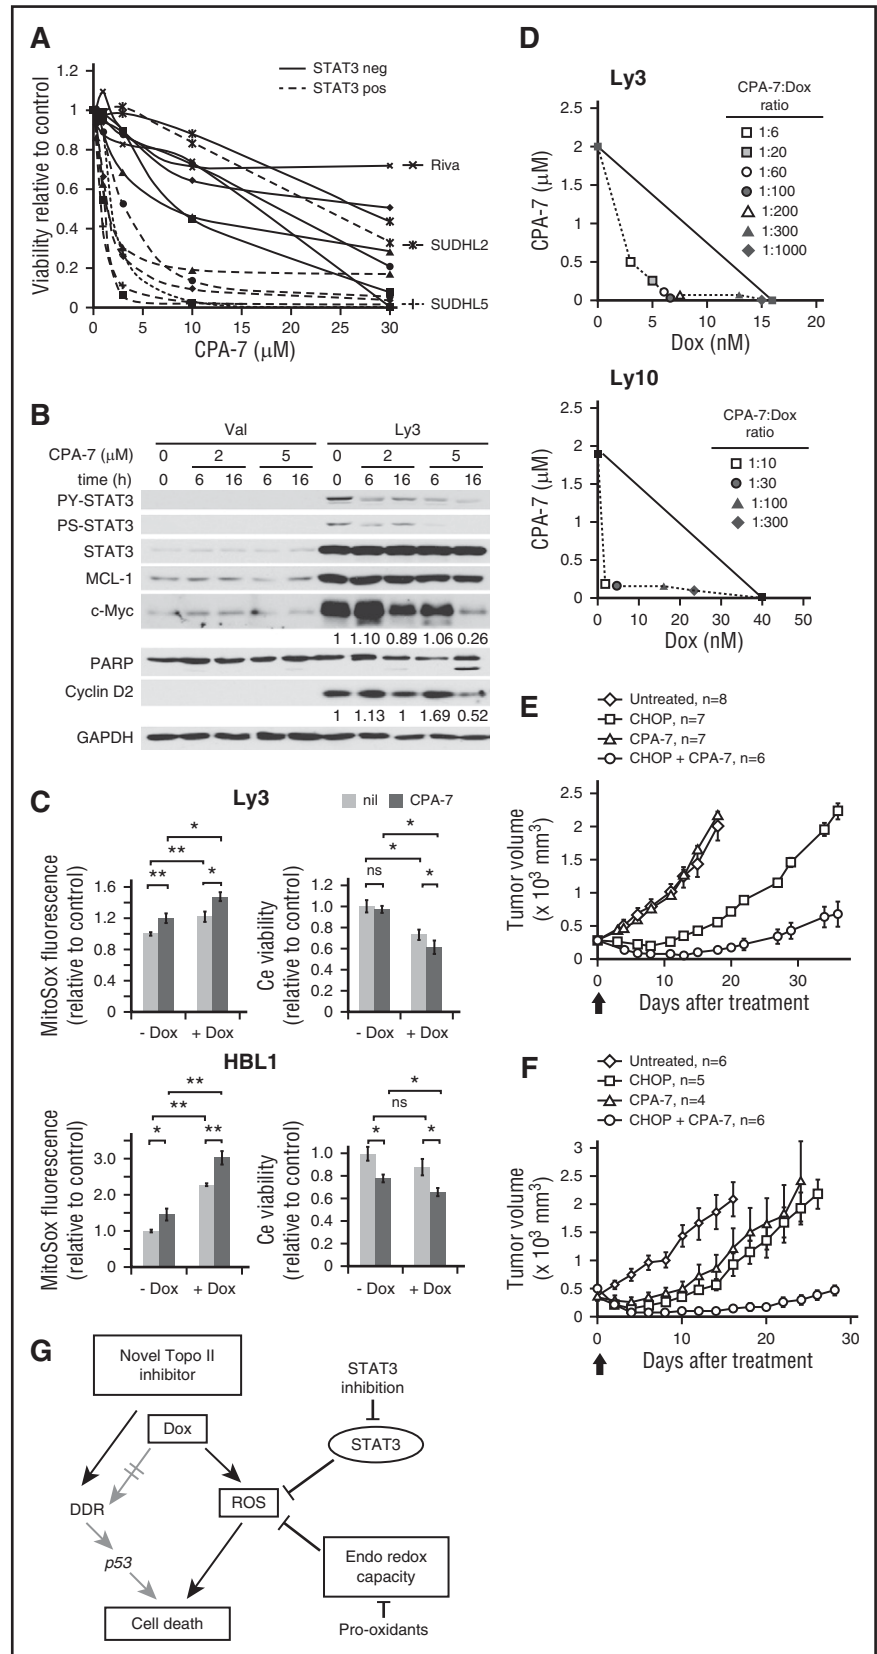 A
STAT3 neg
STAT3 pos
Viability relative to control
1.2
1
0.8
0.6
0.4
0.2
0
Riva
SUDHL2
SUDHL5
0 5 10 15 20 25 30
CPA-7 (μM)
B
Val Ly3
CPA-7 (μM) 0 2 5 0 2 5
time (h) 0 6 16 6 16 0 6 16 6 16
PY-STAT3
PS-STAT3
STAT3
MCL-1
c-Myc
1 1.10 0.89 1.06 0.26
PARP
Cyclin D2
1 1.13 1 1.69 0.52
GAPDH
C
Ly3
nil CPA-7
MitoSox fluorescence
(relative to control)
1.6
1.2
0.8
0.4
0
** ** * *
- Dox + Dox
Ce viability
(relative to control)
1.2
1.0
0.8
0.6
0.4
0.2
0
ns * * *
- Dox + Dox
HBL1
MitoSox fluorescence
(relative to control)
3.0
2.0
1.0
0
* ** ** **
- Dox + Dox
Ce viability
(relative to control)
1.0
0.8
0.6
0.4
0.2
0
* ns * *
- Dox + Dox
D
Ly3
CPA-7 (μM)
2.5
2
1.5
1
0.5
0
0 5 10 15 20
Dox (nM)
CPA-7:Dox
ratio
1:6
1:20
1:60
1:100
1:200
1:300
1:1000
Ly10
CPA-7 (μM)
2.5
2
1.5
1
0.5
0
0 10 20 30 40 50
Dox (nM)
CPA-7:Dox
ratio
1:10
1:30
1:100
1:300
E
Untreated, n=8
CHOP, n=7
CPA-7, n=7
CHOP + CPA-7, n=6
Tumor volume
(x 10³ mm³)
2.5
2
1.5
1
0.5
0
0 10 20 30
Days after treatment
F
Untreated, n=6
CHOP, n=5
CPA-7, n=4
CHOP + CPA-7, n=6
Tumor volume
(x 10³ mm³)
3
2.5
2
1.5
1
0.5
0
0 10 20 30
Days after treatment
G
Novel Topo II
inhibitor
Dox
DDR
p53
Cell death
ROS
STAT3
inhibition
STAT3
Endo redox
capacity
Pro-oxidants